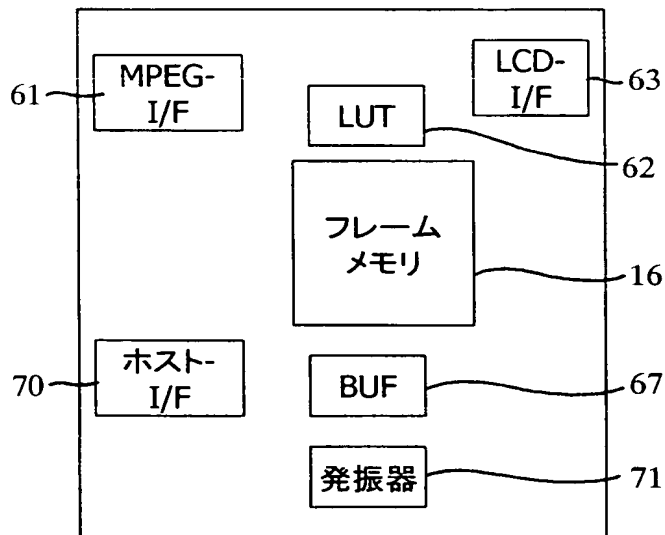 61
MPEG-
I/F
LCD-
I/F
63
LUT
62
フレーム
メモリ
16
70
ホスト-
I/F
BUF
67
発振器
71